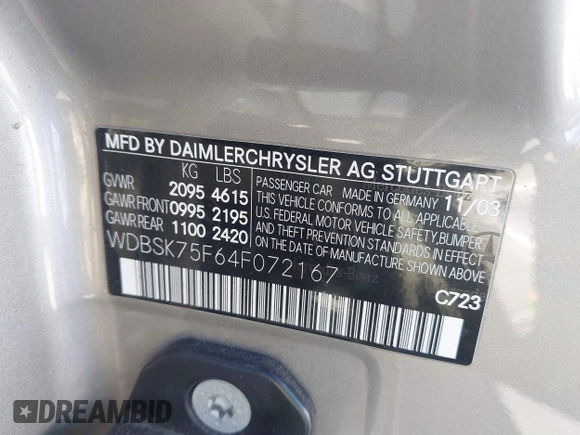 MFD BY DAIMLERCHRYSLER AG STUTTGART
KG LBS
GVWR 2095 4615
GAWR FRONT 0995 2195
GAWR REAR 1100 2420
PASSENGER CAR MADE IN GERMANY 11/03
THIS VEHICLE CONFORMS TO ALL APPLICABLE
U.S. FEDERAL MOTOR VEHICLE SAFETY, BUMPER,
AND THEFT PREVENTION STANDARDS IN EFFECT
ON THE DATE OF MANUFACTURE SHOWN ABOVE.
WDBSK75F64F072167
C723
DREAMBID